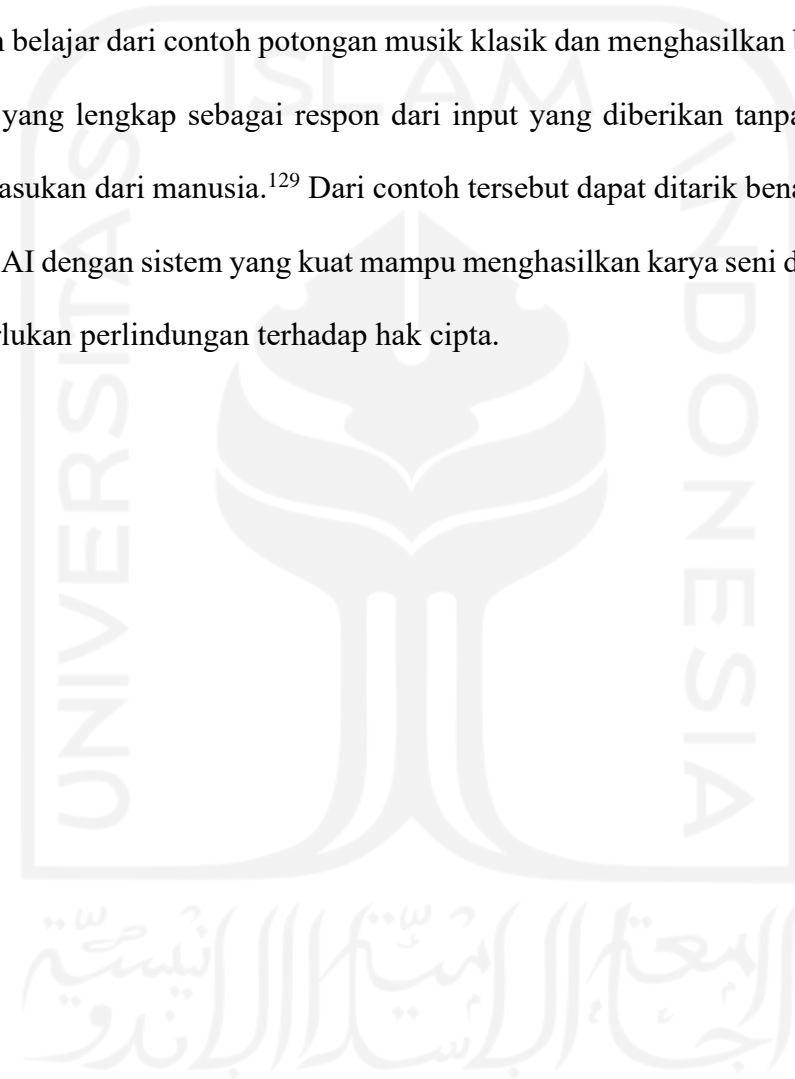 belajar dari contoh potongan musik klasik dan menghasilkan
yang lengkap sebagai respon dari input yang diberikan tanpa
asukan dari manusia.129 Dari contoh tersebut dapat ditarik bena
AI dengan sistem yang kuat mampu menghasilkan karya seni d
rlukan perlindungan terhadap hak cipta.
ISLAM
UNIVERSITAS
INDONESIA